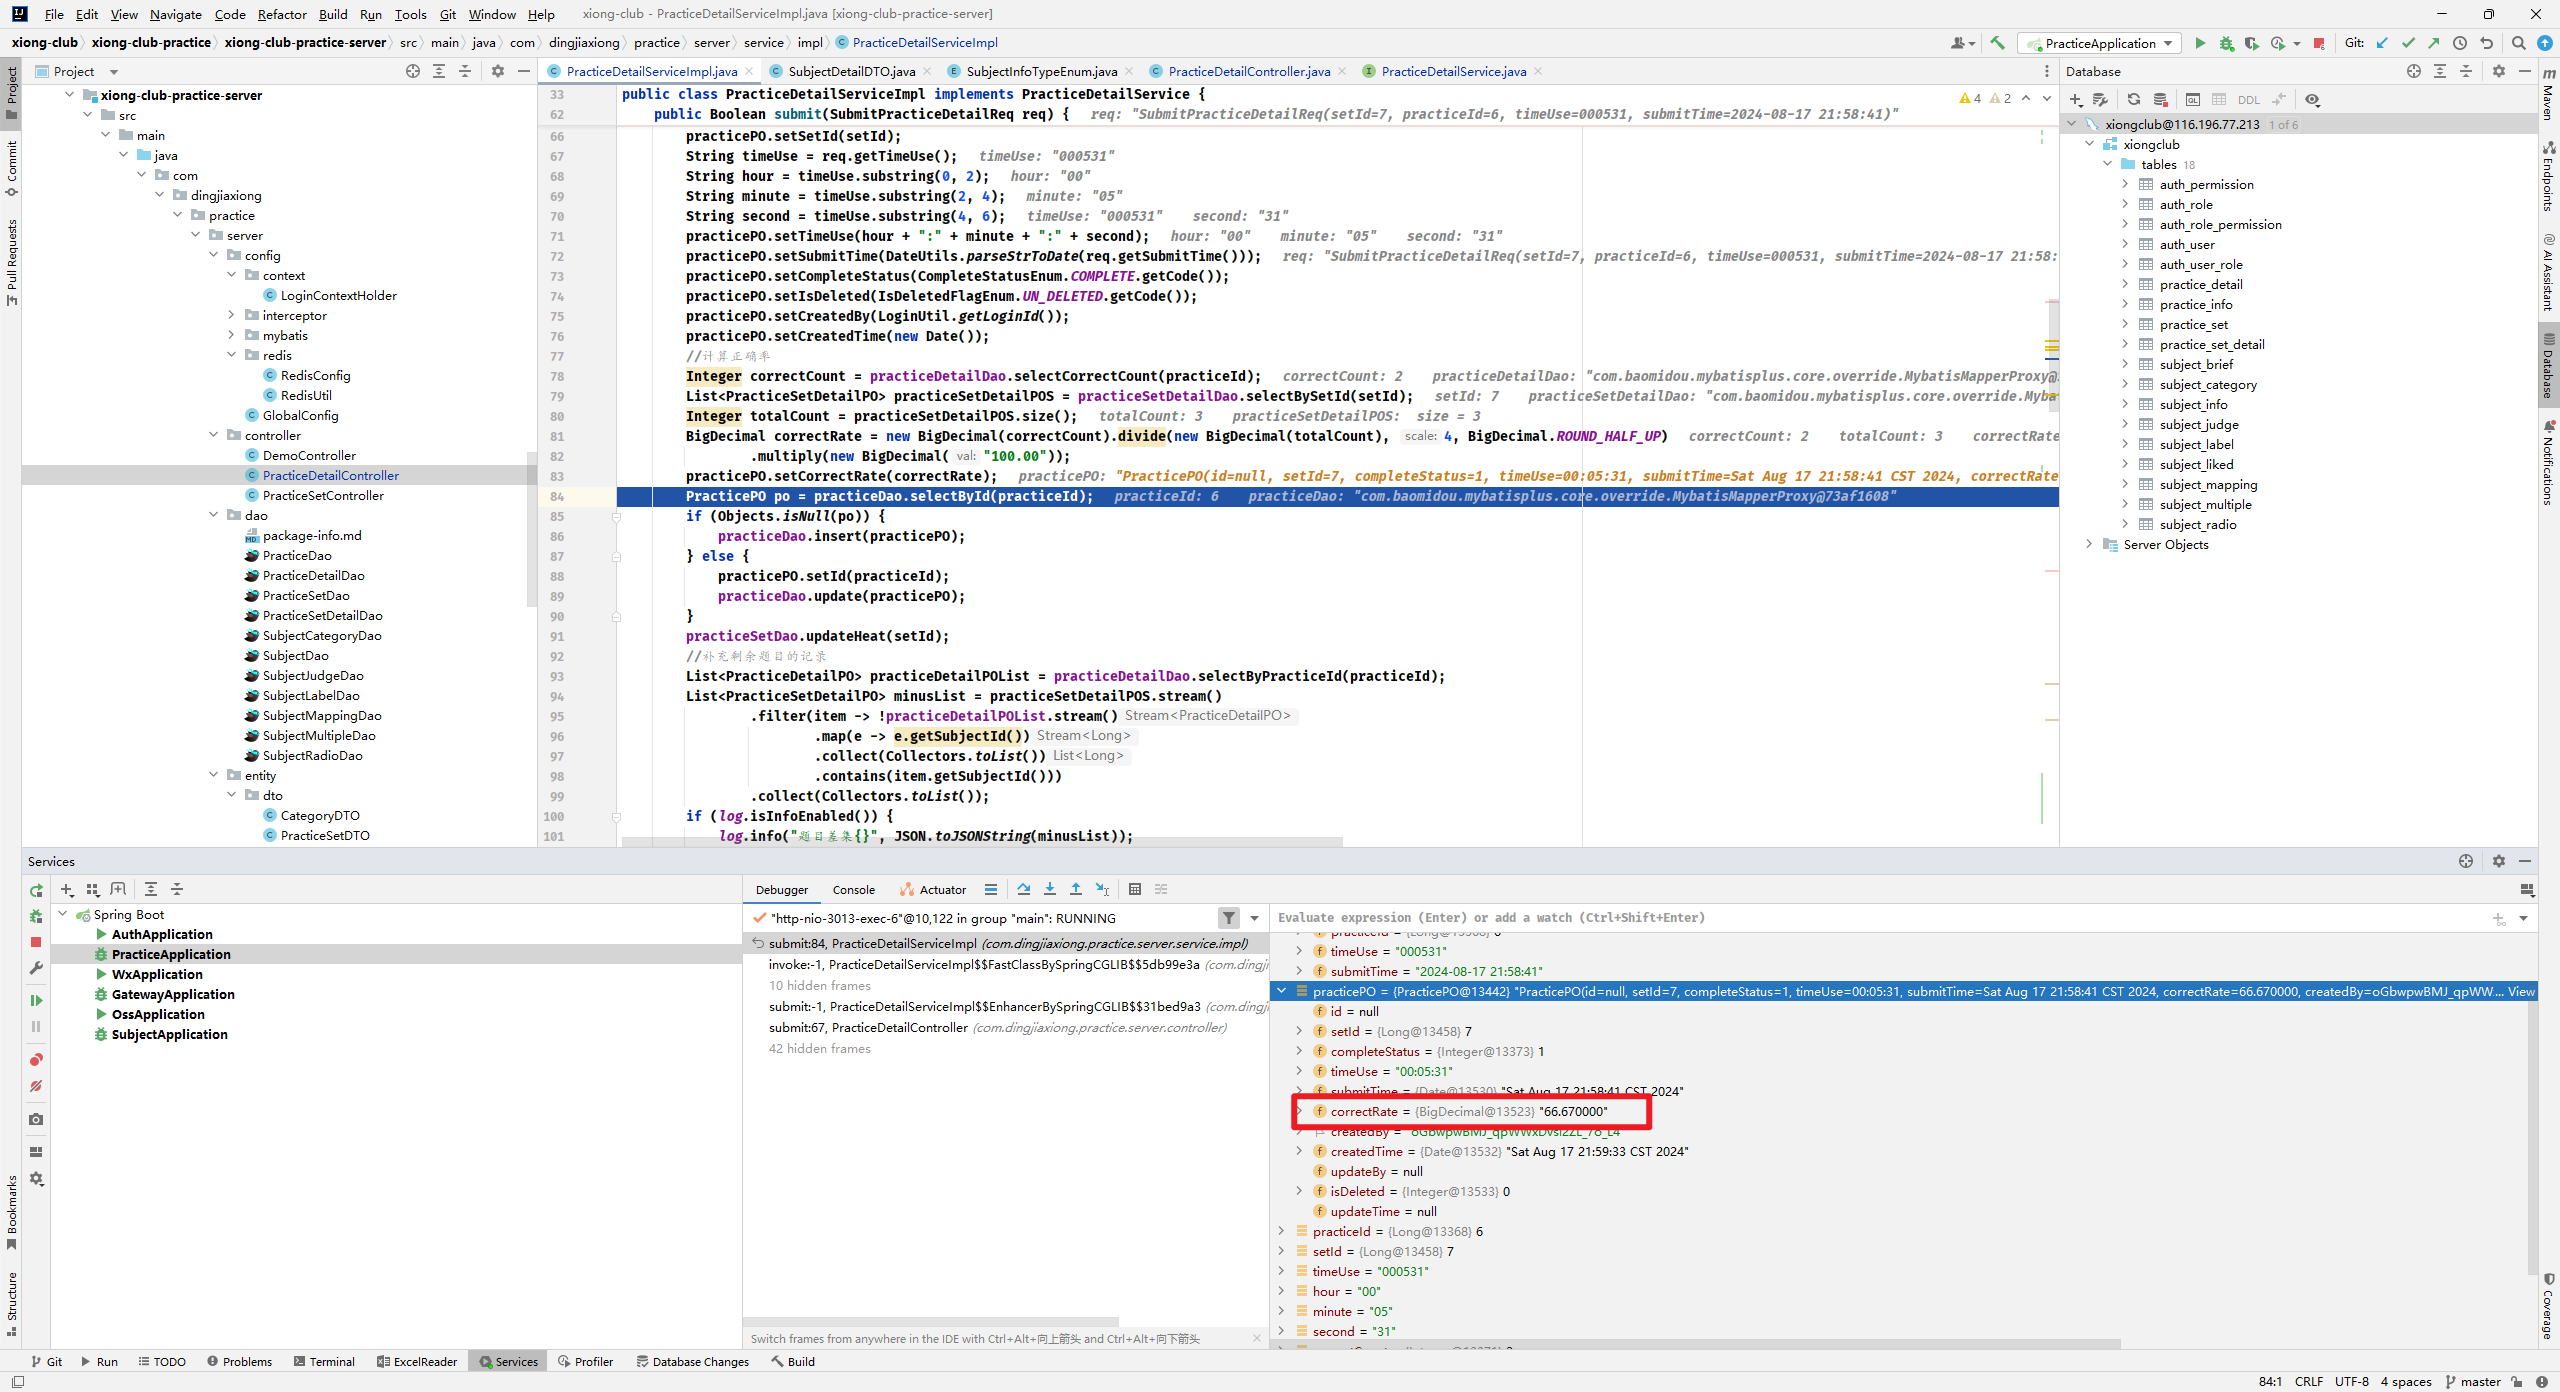 File Edit View Navigate Code Refactor Build Run Tools Git Window Help xiong-club - PracticeDetailServiceImpl.java [xiong-club-practice-server]
xiong-club xiong-club-practice xiong-club-practice-server src main java com dingjiaxiong practice server service impl PracticeDetailServiceImpl
PracticeApplication Git:
Project
PracticeDetailServiceImpl.java SubjectDetailDTO.java SubjectInfoTypeEnum.java PracticeDetailController.java PracticeDetailService.java
Database
Project
Commit
Pull Requests
Bookmarks
Structure
xiong-club-practice-server
src
main
java
com
dingjiaxiong
practice
server
config
context
LoginContextHolder
interceptor
mybatis
redis
RedisConfig
RedisUtil
GlobalConfig
controller
DemoController
PracticeDetailController
PracticeSetController
dao
package-info.md
PracticeDao
PracticeDetailDao
PracticeSetDao
PracticeSetDetailDao
SubjectCategoryDao
SubjectDao
SubjectJudgeDao
SubjectLabelDao
SubjectMappingDao
SubjectMultipleDao
SubjectRadioDao
entity
dto
CategoryDTO
PracticeSetDTO
4 2
33 public class PracticeDetailServiceImpl implements PracticeDetailService {
62 public Boolean submit(SubmitPracticeDetailReq req) { req: "SubmitPracticeDetailReq(setId=7, practiceId=6, timeUse=000531, submitTime=2024-08-17 21:58:41)"
66 practicePO.setSetId(setId);
67 String timeUse = req.getTimeUse(); timeUse: "000531"
68 String hour = timeUse.substring(0, 2); hour: "00"
69 String minute = timeUse.substring(2, 4); minute: "05"
70 String second = timeUse.substring(4, 6); timeUse: "000531" second: "31"
71 practicePO.setTimeUse(hour + ":" + minute + ":" + second); hour: "00" minute: "05" second: "31"
72 practicePO.setSubmitTime(DateUtils.parseStrToDate(req.getSubmitTime())); req: "SubmitPracticeDetailReq(setId=7, practiceId=6, timeUse=000531, submitTime=2024-08-17 21:58:
73 practicePO.setCompleteStatus(CompleteStatusEnum.COMPLETE.getCode());
74 practicePO.setIsDeleted(IsDeletedFlagEnum.UN_DELETED.getCode());
75 practicePO.setCreatedBy(LoginUtil.getLoginId());
76 practicePO.setCreatedTime(new Date());
77 //计算正确率
78 Integer correctCount = practiceDetailDao.selectCorrectCount(practiceId); correctCount: 2 practiceDetailDao: "com.baomidou.mybatisplus.core.override.MybatisMapperProxy@
79 List<PracticeSetDetailPO> practiceSetDetailPOS = practiceSetDetailDao.selectBySetId(setId); setId: 7 practiceSetDetailDao: "com.baomidou.mybatisplus.core.override.Myba
80 Integer totalCount = practiceSetDetailPOS.size(); totalCount: 3 practiceSetDetailPOS: size = 3
81 BigDecimal correctRate = new BigDecimal(correctCount).divide(new BigDecimal(totalCount), scale: 4, BigDecimal.ROUND_HALF_UP) correctCount: 2 totalCount: 3 correctRate
82 .multiply(new BigDecimal( val: "100.00"));
83 practicePO.setCorrectRate(correctRate); practicePO: "PracticePO(id=null, setId=7, completeStatus=1, timeUse=00:05:31, submitTime=Sat Aug 17 21:58:41 CST 2024, correctRate
84 PracticePO po = practiceDao.selectById(practiceId); practiceId: 6 practiceDao: "com.baomidou.mybatisplus.core.override.MybatisMapperProxy@73af1608"
85 if (Objects.isNull(po)) {
86 practiceDao.insert(practicePO);
87 } else {
88 practicePO.setId(practiceId);
89 practiceDao.update(practicePO);
90 }
91 practiceSetDao.updateHeat(setId);
92 //补充剩余题目的记录
93 List<PracticeDetailPO> practiceDetailPOList = practiceDetailDao.selectByPracticeId(practiceId);
94 List<PracticeSetDetailPO> minusList = practiceSetDetailPOS.stream()
95 .filter(item -> !practiceDetailPOList.stream() Stream<PracticeDetailPO>
96 .map(e -> e.getSubjectId()) Stream<Long>
97 .collect(Collectors.toList()) List<Long>
98 .contains(item.getSubjectId()))
99 .collect(Collectors.toList());
100 if (log.isInfoEnabled()) {
101 log.info("题目差集{}", JSON.toJSONString(minusList));
DDL
xiongclub@116.196.77.213 1 of 6
xiongclub
tables 18
auth_permission
auth_role
auth_role_permission
auth_user
auth_user_role
practice_detail
practice_info
practice_set
practice_set_detail
subject_brief
subject_category
subject_info
subject_judge
subject_label
subject_liked
subject_mapping
subject_multiple
subject_radio
Server Objects
Maven
Endpoints
AI Assistant
Database
Notifications
Coverage
Services
Spring Boot
AuthApplication
PracticeApplication
WxApplication
GatewayApplication
OssApplication
SubjectApplication
Debugger Console Actuator
"http-nio-3013-exec-6"@10,122 in group "main": RUNNING
submit:84, PracticeDetailServiceImpl (com.dingjiaxiong.practice.server.service.impl)
invoke:-1, PracticeDetailServiceImpl$$FastClassBySpringCGLIB$$5db99e3a (com.dingji
10 hidden frames
submit:-1, PracticeDetailServiceImpl$$EnhancerBySpringCGLIB$$31bed9a3 (com.dingji
submit:67, PracticeDetailController (com.dingjiaxiong.practice.server.controller)
42 hidden frames
Switch frames from anywhere in the IDE with Ctrl+Alt+向上箭头 and Ctrl+Alt+向下箭头
Evaluate expression (Enter) or add a watch (Ctrl+Shift+Enter)
timeUse = "000531"
submitTime = "2024-08-17 21:58:41"
practicePO = {PracticePO@13442} "PracticePO(id=null, setId=7, completeStatus=1, timeUse=00:05:31, submitTime=Sat Aug 17 21:58:41 CST 2024, correctRate=66.670000, createdBy=oGbwpwBMJ_qpWW... View
id = null
setId = {Long@13458} 7
completeStatus = {Integer@13373} 1
timeUse = "00:05:31"
submitTime = {Date@13530} "Sat Aug 17 21:58:41 CST 2024"
correctRate = {BigDecimal@13523} "66.670000"
createdBy =
createdTime = {Date@13532} "Sat Aug 17 21:59:33 CST 2024"
updateBy = null
isDeleted = {Integer@13533} 0
updateTime = null
practiceId = {Long@13368} 6
setId = {Long@13458} 7
timeUse = "000531"
hour = "00"
minute = "05"
second = "31"
Git Run TODO Problems Terminal ExcelReader Services Profiler Database Changes Build
84:1 CRLF UTF-8 4 spaces master